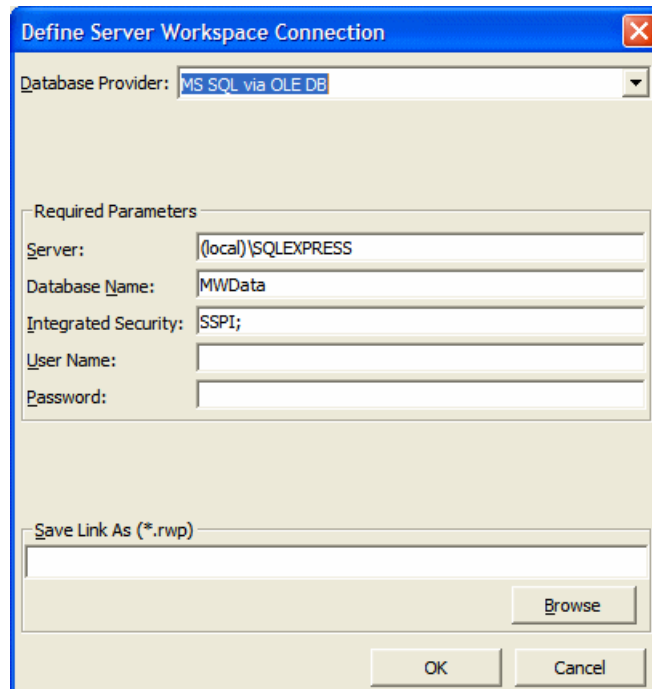 Define Server Workspace Connection
Database Provider: MS SQL via OLE DB
Required Parameters
Server: (local)\SQLEXPRESS
Database Name: MWData
Integrated Security: SSPI;
User Name:
Password:
Save Link As (*.rwp)
Browse
OK Cancel